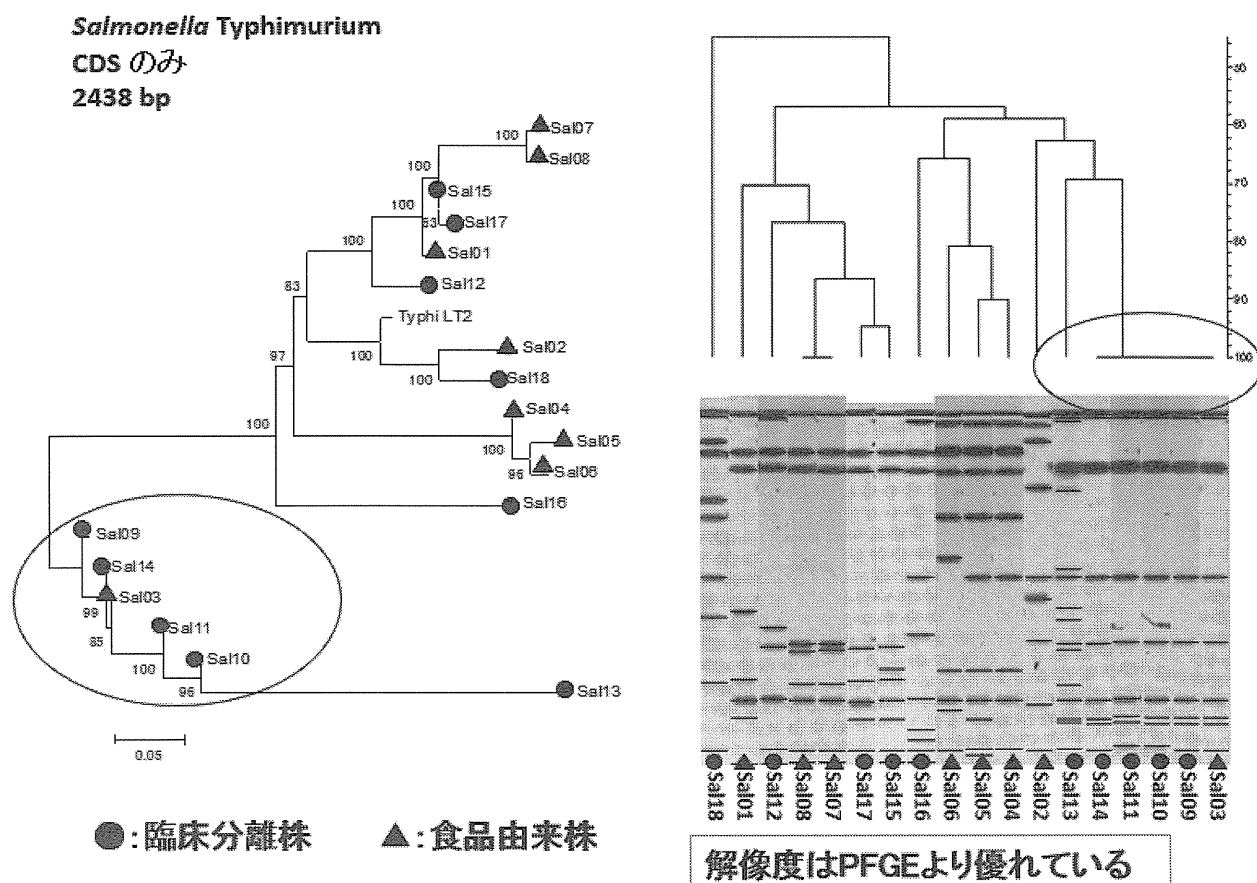 Salmonella Typhimurium
CDS のみ
2438 bp
100
Sal07
Sal08
100
Sal15
100
63
Sal17
Sal01
100
Sal12
83
Typhi LT2
100
Sal02
100
Sal18
97
Sal04
100
Sal05
96
Sal06
100
Sal16
Sal09
Sal14
99
Sal03
85
Sal11
100
Sal10
96
Sal13
0.05
●:臨床分離株
▲:食品由来株
60
70
80
90
100
Sal18
Sal01
Sal12
Sal08
Sal07
Sal17
Sal15
Sal16
Sal06
Sal05
Sal04
Sal02
Sal13
Sal14
Sal11
Sal10
Sal09
Sal03
解像度はPFGEより優れている